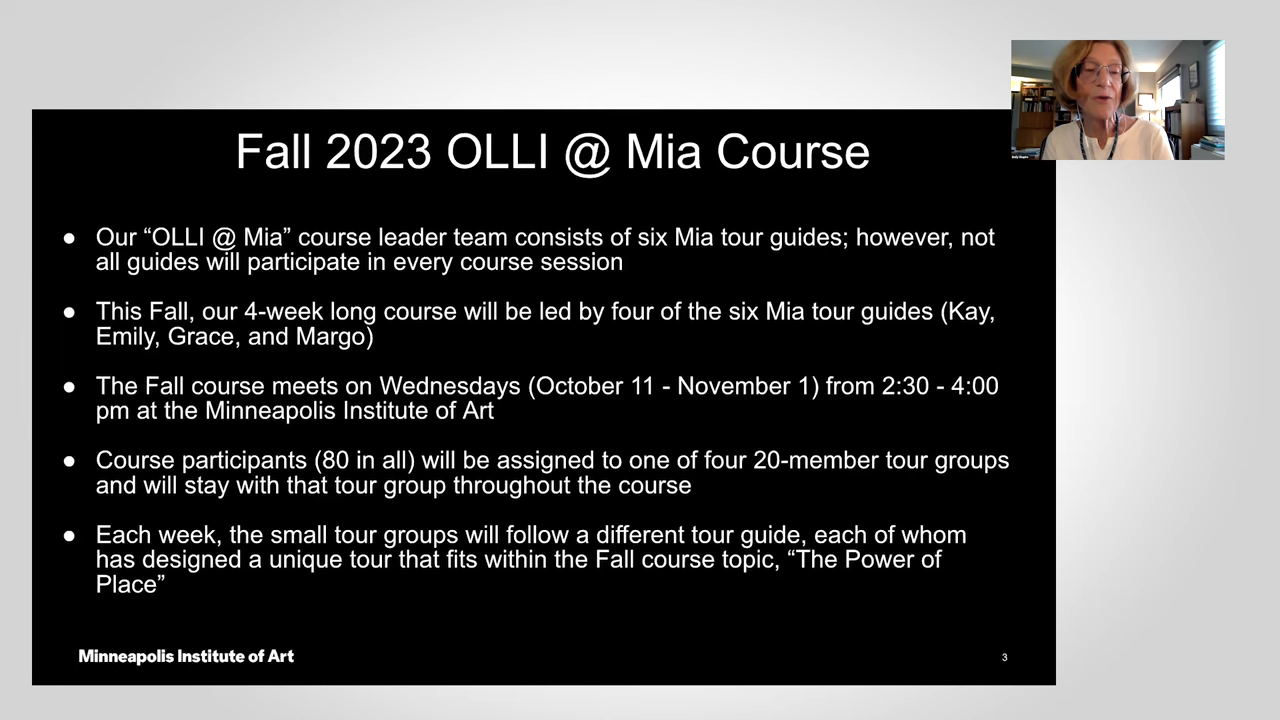 Fall 2023 OLLI @ Mia Course
● Our “OLLI @ Mia” course leader team consists of six Mia tour guides; however, not
all guides will participate in every course session
● This Fall, our 4-week long course will be led by four of the six Mia tour guides (Kay,
Emily, Grace, and Margo)
● The Fall course meets on Wednesdays (October 11 - November 1) from 2:30 - 4:00
pm at the Minneapolis Institute of Art
● Course participants (80 in all) will be assigned to one of four 20-member tour groups
and will stay with that tour group throughout the course
● Each week, the small tour groups will follow a different tour guide, each of whom
has designed a unique tour that fits within the Fall course topic, “The Power of
Place”
Minneapolis Institute of Art
3